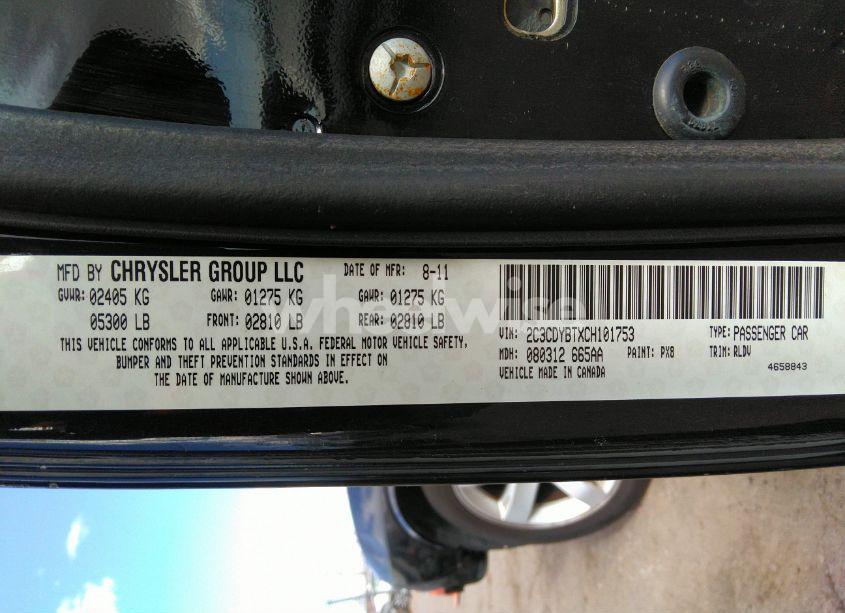 MFD BY CHRYSLER GROUP LLC DATE OF MFR: 8-11
GVWR: 02405 KG GAWR: 01275 KG GAWR: 01275 KG
05300 LB FRONT: 02810 LB REAR: 02810 LB
THIS VEHICLE CONFORMS TO ALL APPLICABLE U.S.A. FEDERAL MOTOR VEHICLE SAFETY,
BUMPER AND THEFT PREVENTION STANDARDS IN EFFECT ON
THE DATE OF MANUFACTURE SHOWN ABOVE.
VIN: 2C3CDYBTXCH101753 TYPE: PASSENGER CAR
MDH: 080312 665AA PAINT: PX8 TRIM: RLDV
VEHICLE MADE IN CANADA 4658843
wheelwise